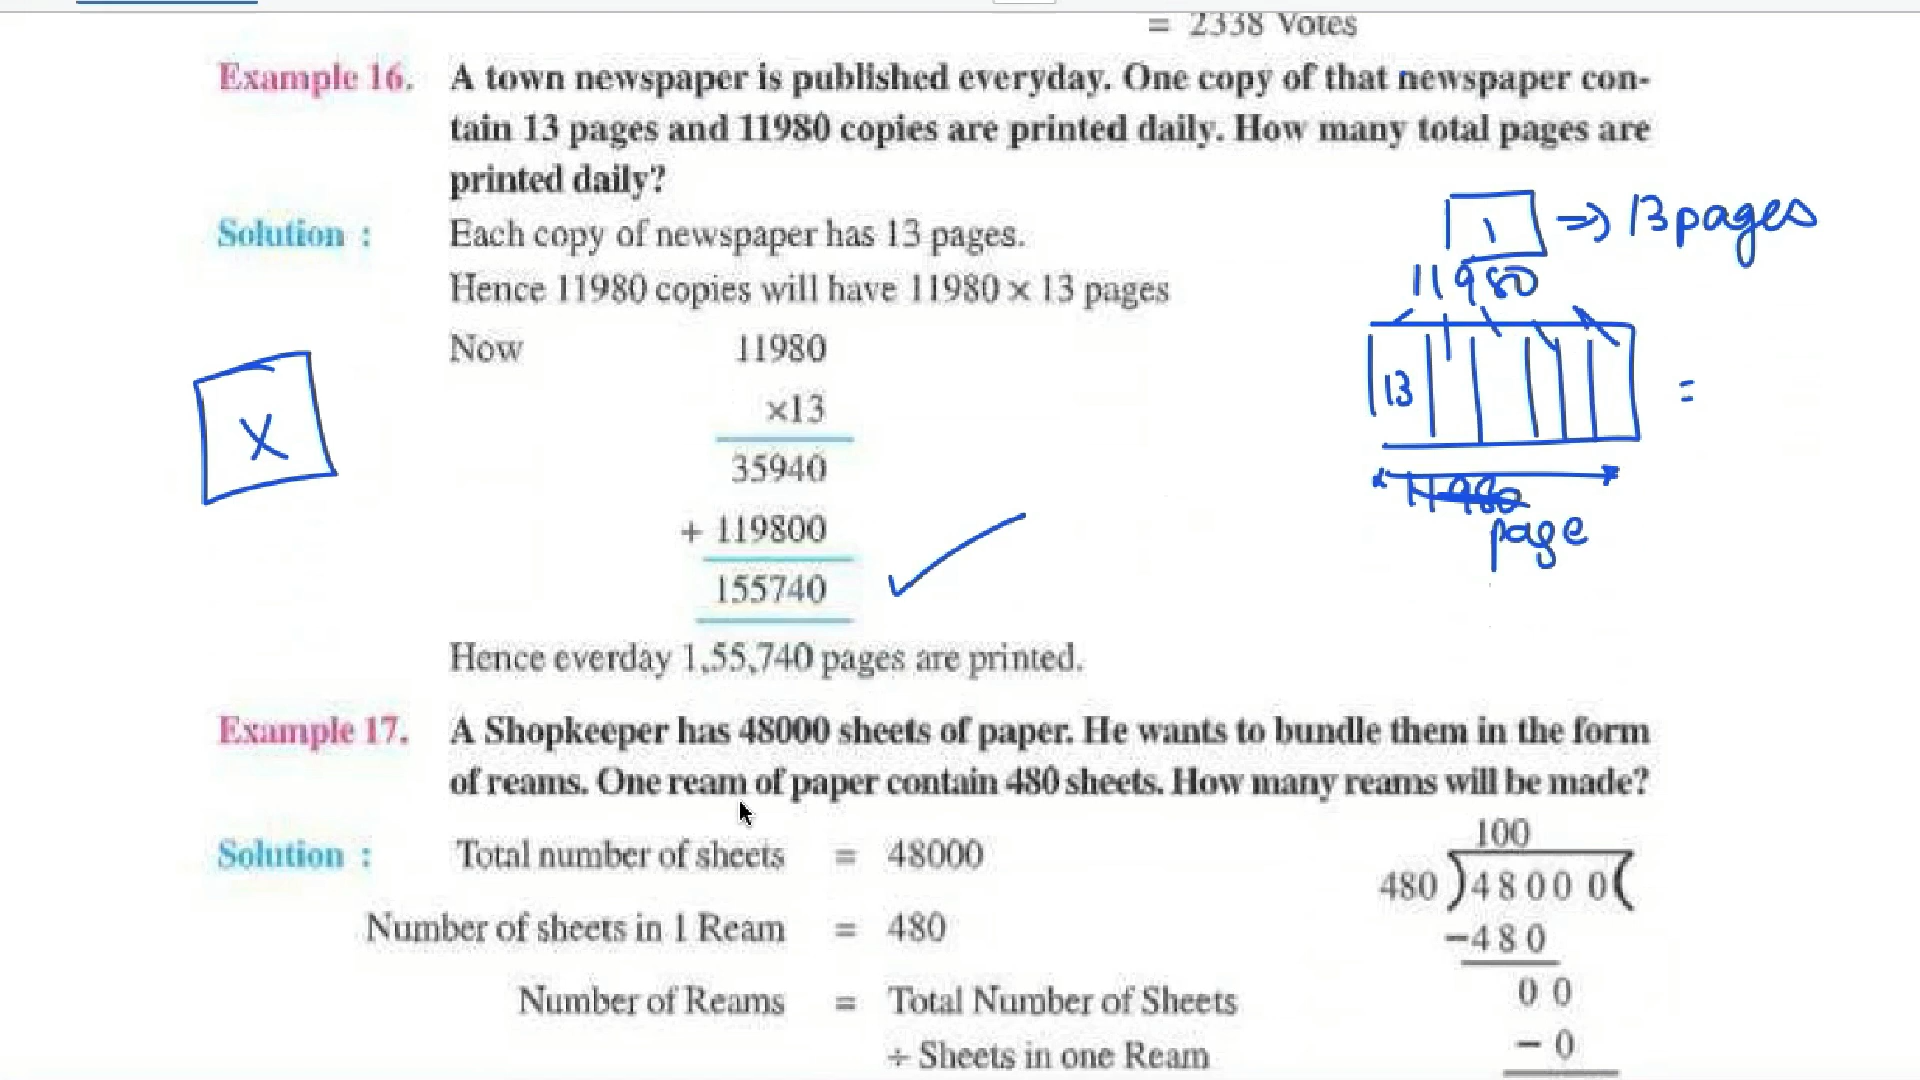 = 2338 Votes
Example 16. A town newspaper is published everyday. One copy of that newspaper con-
tain 13 pages and 11980 copies are printed daily. How many total pages are
printed daily?
Solution : Each copy of newspaper has 13 pages.
Hence 11980 copies will have 11980 × 13 pages
Now 11980
×13
35940
+ 119800
155740
Hence everday 1,55,740 pages are printed.
X
1 ⇒ 13 pages
11980
13 =
11980
page
Example 17. A Shopkeeper has 48000 sheets of paper. He wants to bundle them in the form
of reams. One ream of paper contain 480 sheets. How many reams will be made?
Solution : Total number of sheets = 48000
Number of sheets in 1 Ream = 480
Number of Reams = Total Number of Sheets
÷ Sheets in one Ream
100
480 ) 4 8 0 0 0 (
−4 8 0
0 0
− 0